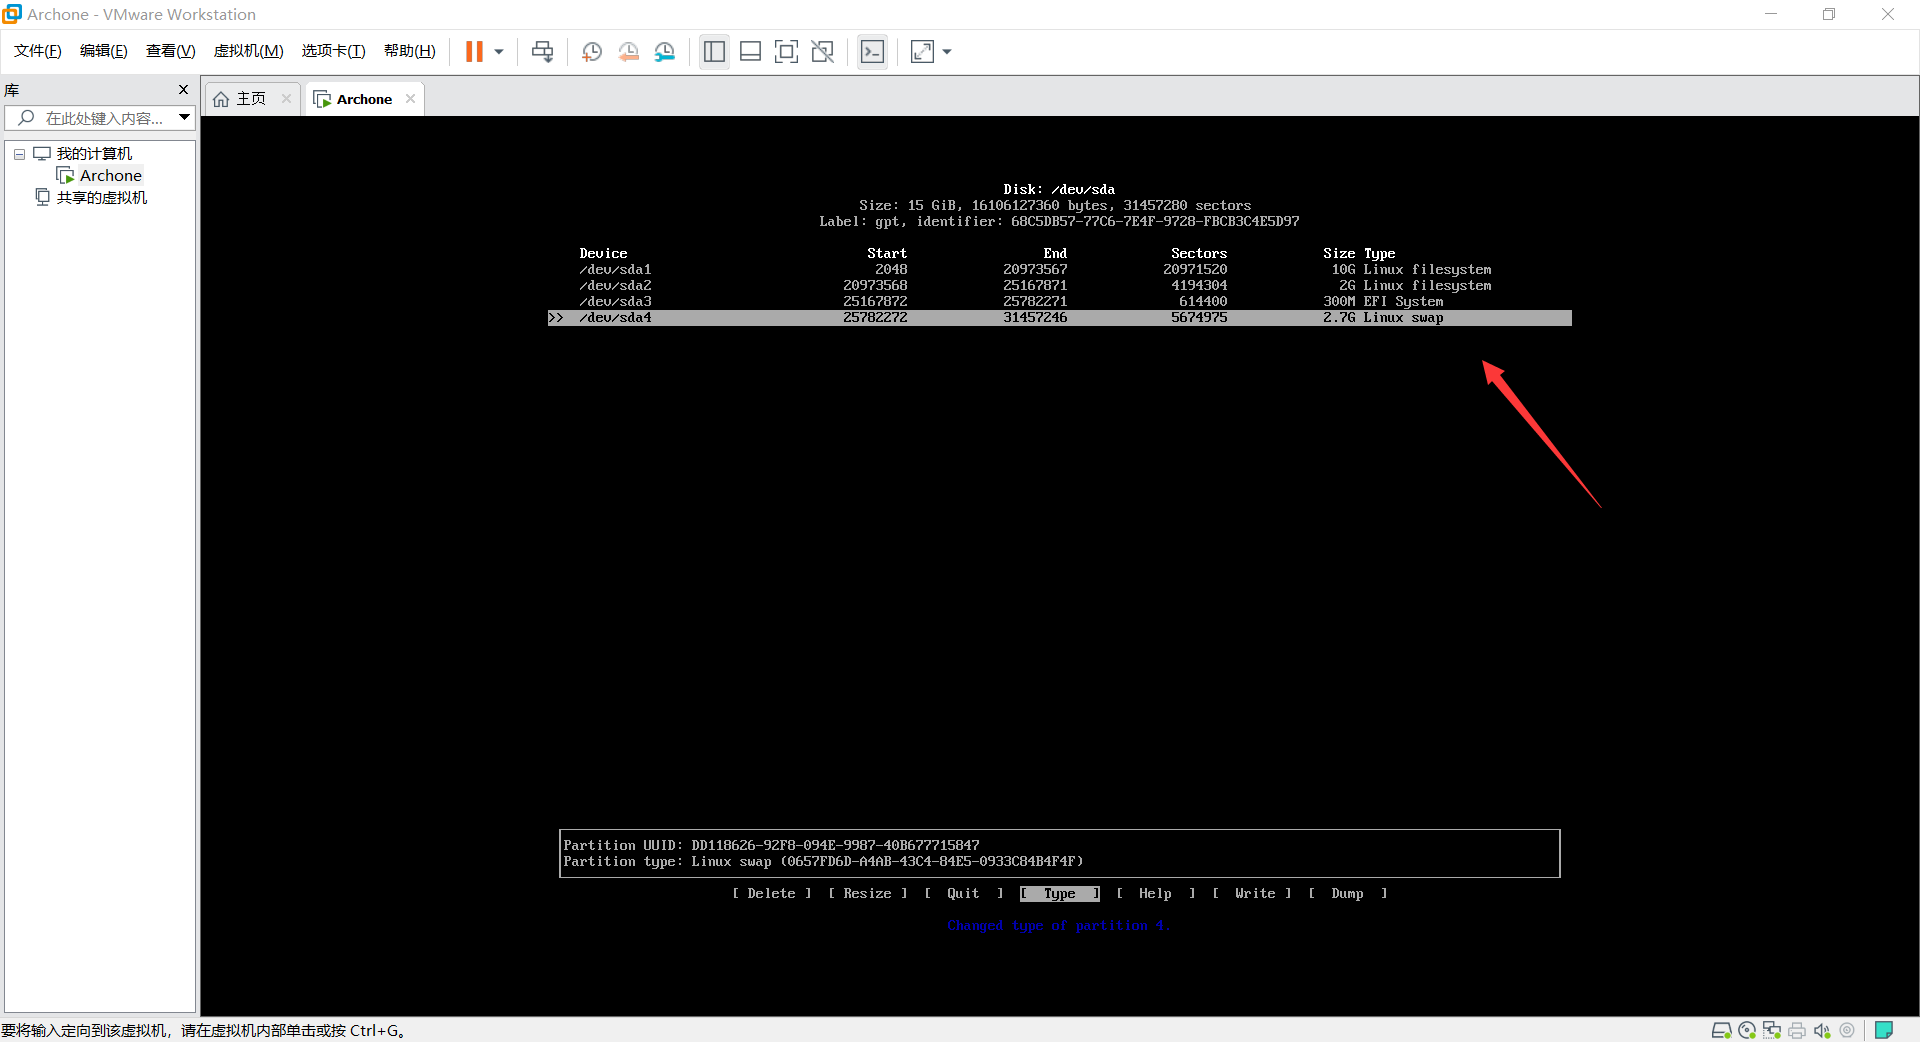 Archone - VMware Workstation
文件(F) 编辑(E) 查看(V) 虚拟机(M) 选项卡(T) 帮助(H)
库
在此处键入内容...
我的计算机
Archone
共享的虚拟机
主页 Archone
Disk: /dev/sda
Size: 15 GiB, 16106127360 bytes, 31457280 sectors
Label: gpt, identifier: 68C5DB57-77C6-7E4F-9728-FBCB3C4E5D97
Device Start End Sectors Size Type
/dev/sda1 2048 20973567 20971520 10G Linux filesystem
/dev/sda2 20973568 25167871 4194304 2G Linux filesystem
/dev/sda3 25167872 25782271 614400 300M EFI System
>> /dev/sda4 25782272 31457246 5674975 2.7G Linux swap
Partition UUID: DD118626-92F8-094E-9987-40B677715847
Partition type: Linux swap (0657FD6D-A4AB-43C4-84E5-0933C84B4F4F)
[ Delete ] [ Resize ] [ Quit ] [ Type ] [ Help ] [ Write ] [ Dump ]
Changed type of partition 4.
要将输入定向到该虚拟机，请在虚拟机内部单击或按 Ctrl+G。